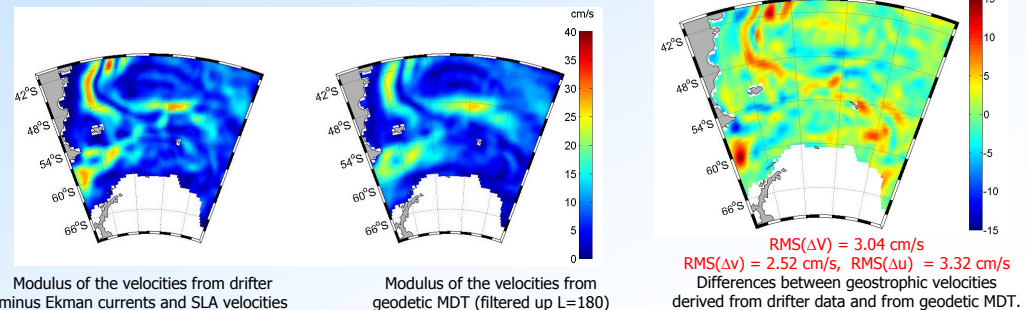 cm/s
40
35
30
25
20
15
10
5
0
42°S
48°S
54°S
60°S
66°S
42°S
48°S
54°S
60°S
66°S
15
10
5
0
-5
-10
-15
42°S
48°S
54°S
60°S
66°S
RMS(ΔV) = 3.04 cm/s
RMS(Δv) = 2.52 cm/s, RMS(Δu) = 3.32 cm/s
Modulus of the velocities from drifter
minus Ekman currents and SLA velocities
Modulus of the velocities from
geodetic MDT (filtered up L=180)
Differences between geostrophic velocities
derived from drifter data and from geodetic MDT.